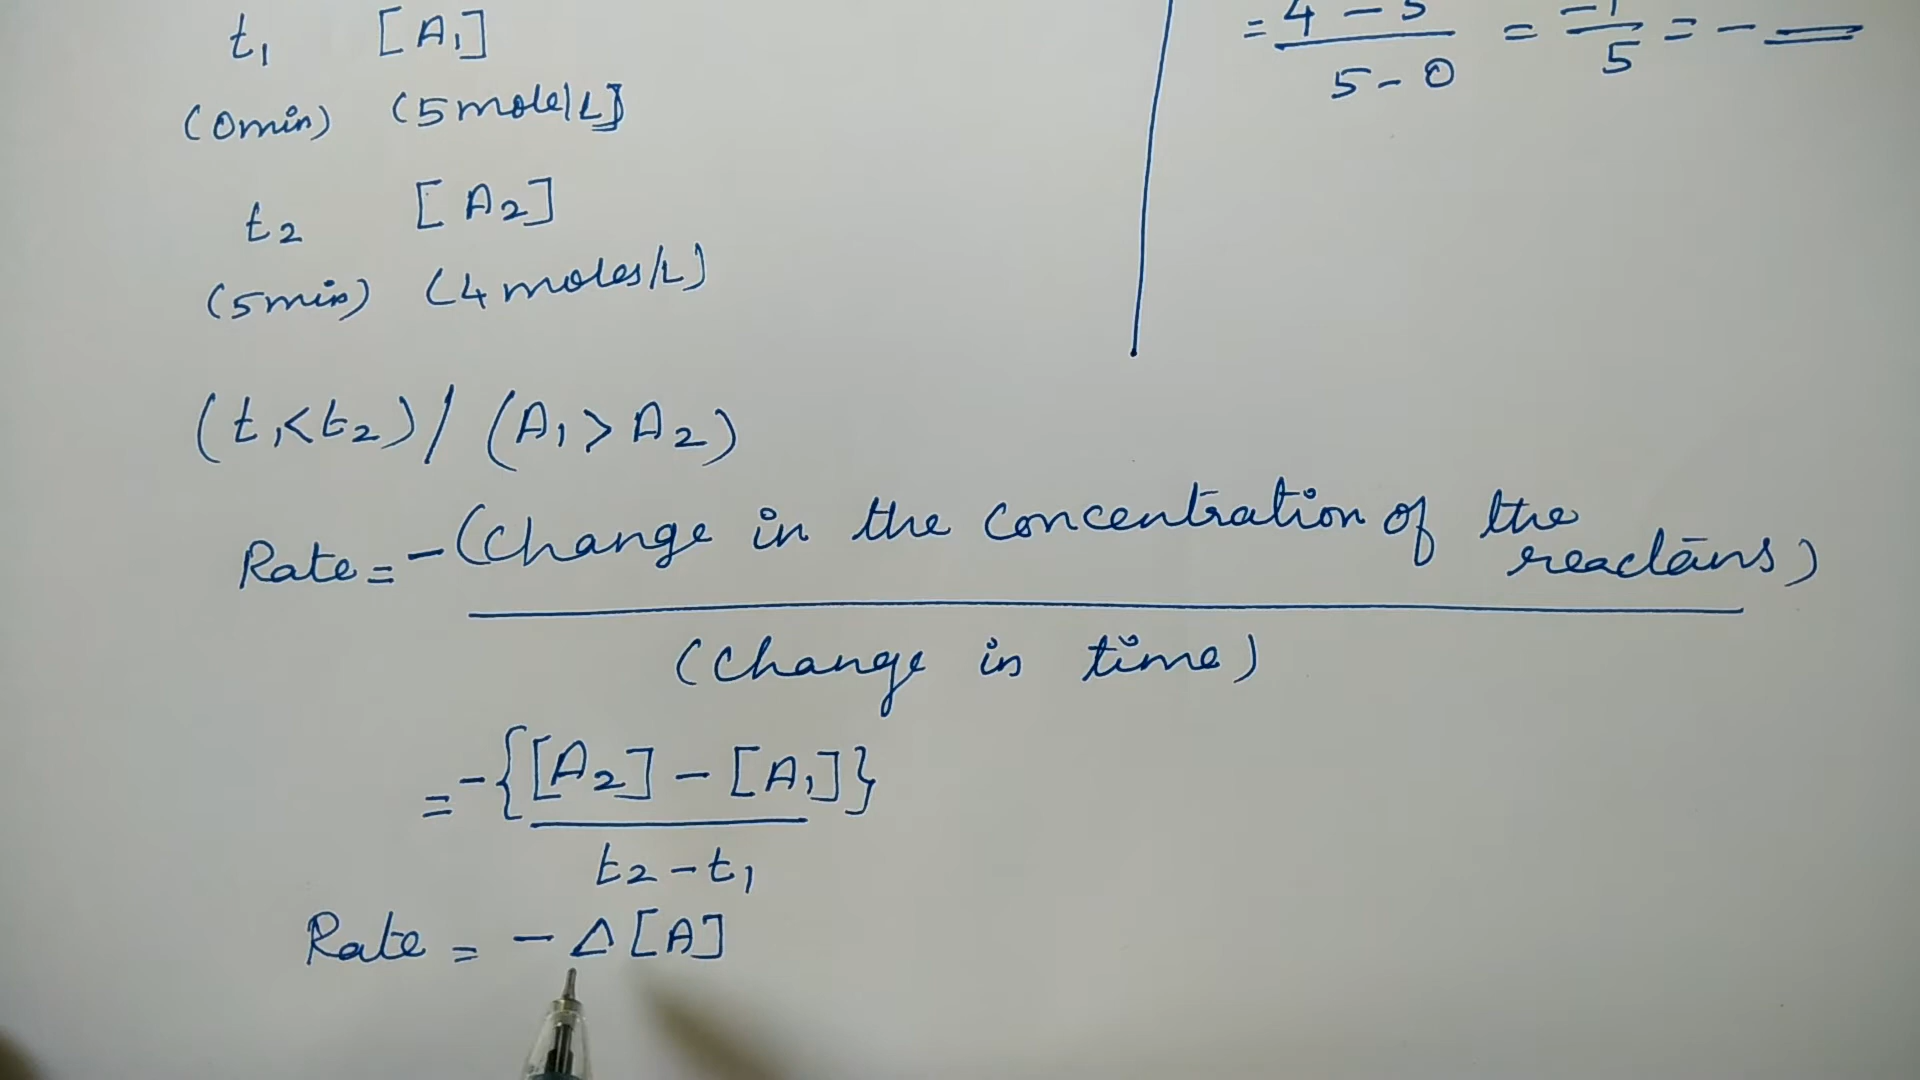 t₁ [A₁]
(0min) (5mole/L]
t₂ [A₂]
(5min) (4moles/L]
(t₁<t₂)/ (A₁>A₂)
Rate = -(Change in the concentration of the reactans)
(Change in time)
= -{[A₂] - [A₁]}
t₂ - t₁
Rate = - Δ[A]
= 4 - 5 = -1 = -
5 - 0 5